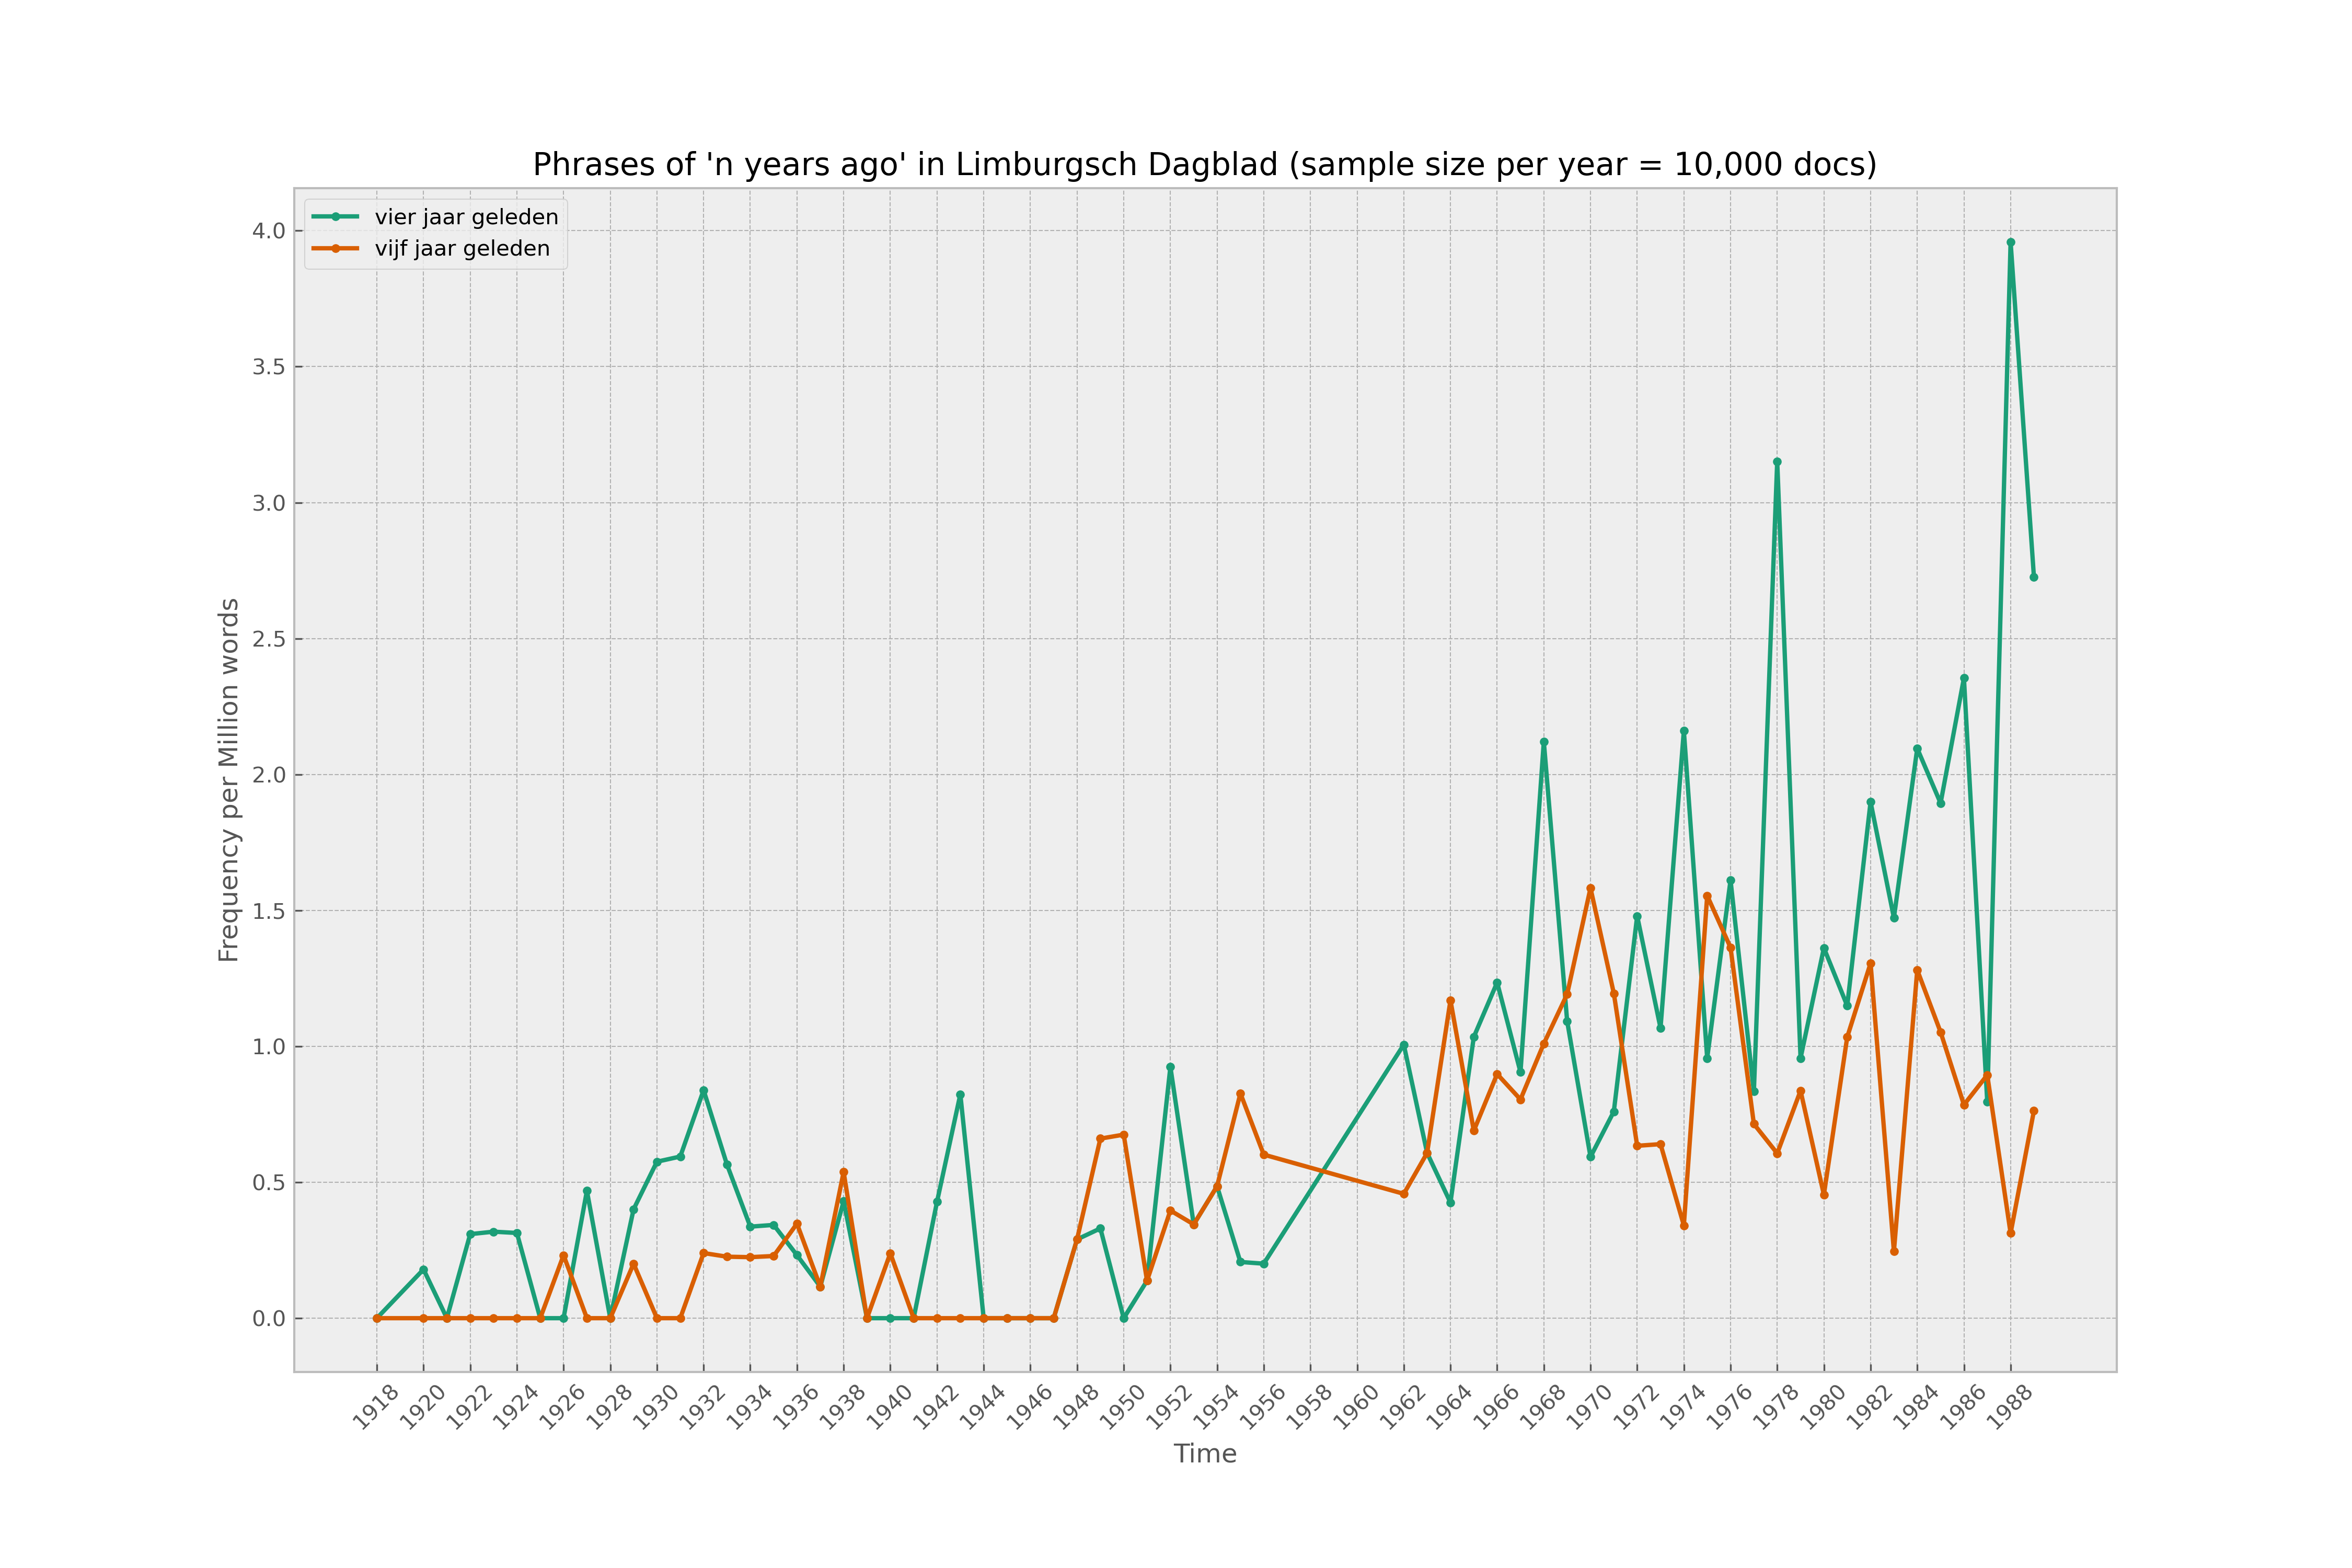 Phrases of 'n years ago' in Limburgsch Dagblad (sample size per year = 10,000 docs)
vier jaar geleden
vijf jaar geleden
4.0
3.5
3.0
2.5
2.0
1.5
1.0
0.5
0.0
Frequency per Million words
1918 1920 1922 1924 1926 1928 1930 1932 1934 1936 1938 1940 1942 1944 1946 1948 1950 1952 1954 1956 1958 1960 1962 1964 1966 1968 1970 1972 1974 1976 1978 1980 1982 1984 1986 1988
Time